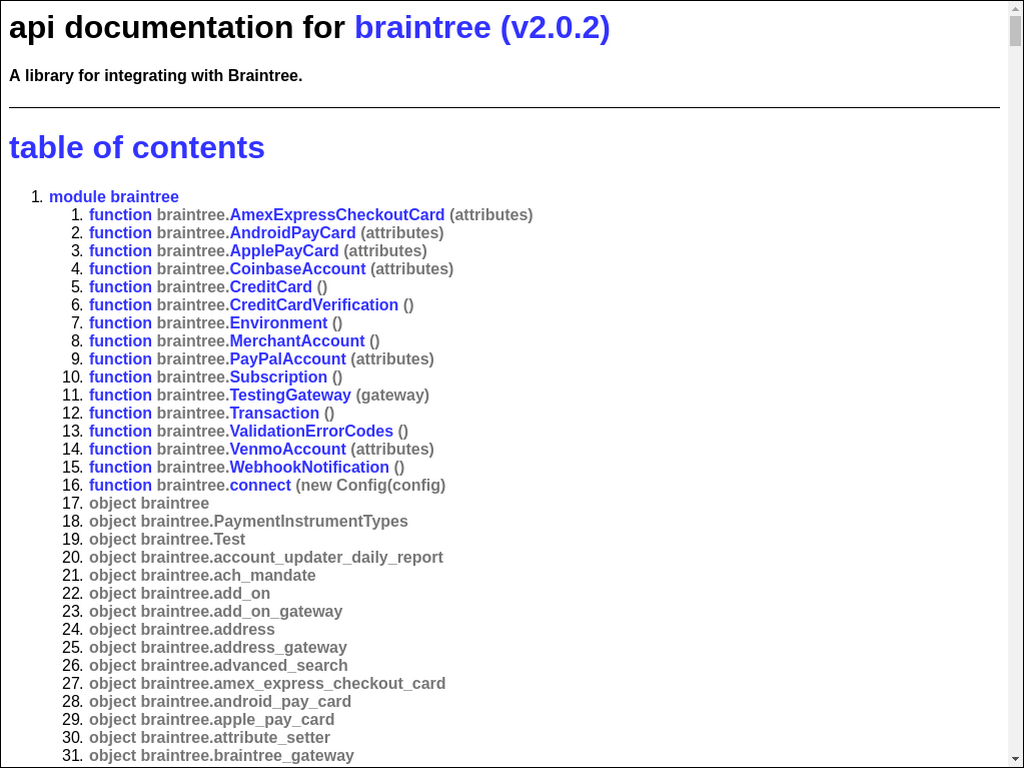 api documentation for braintree (v2.0.2)
A library for integrating with Braintree.
table of contents
1. module braintree
1. function braintree.AmexExpressCheckoutCard (attributes)
2. function braintree.AndroidPayCard (attributes)
3. function braintree.ApplePayCard (attributes)
4. function braintree.CoinbaseAccount (attributes)
5. function braintree.CreditCard ()
6. function braintree.CreditCardVerification ()
7. function braintree.Environment ()
8. function braintree.MerchantAccount ()
9. function braintree.PayPalAccount (attributes)
10. function braintree.Subscription ()
11. function braintree.TestingGateway (gateway)
12. function braintree.Transaction ()
13. function braintree.ValidationErrorCodes ()
14. function braintree.VenmoAccount (attributes)
15. function braintree.WebhookNotification ()
16. function braintree.connect (new Config(config)
17. object braintree
18. object braintree.PaymentInstrumentTypes
19. object braintree.Test
20. object braintree.account_updater_daily_report
21. object braintree.ach_mandate
22. object braintree.add_on
23. object braintree.add_on_gateway
24. object braintree.address
25. object braintree.address_gateway
26. object braintree.advanced_search
27. object braintree.amex_express_checkout_card
28. object braintree.android_pay_card
29. object braintree.apple_pay_card
30. object braintree.attribute_setter
31. object braintree.braintree_gateway